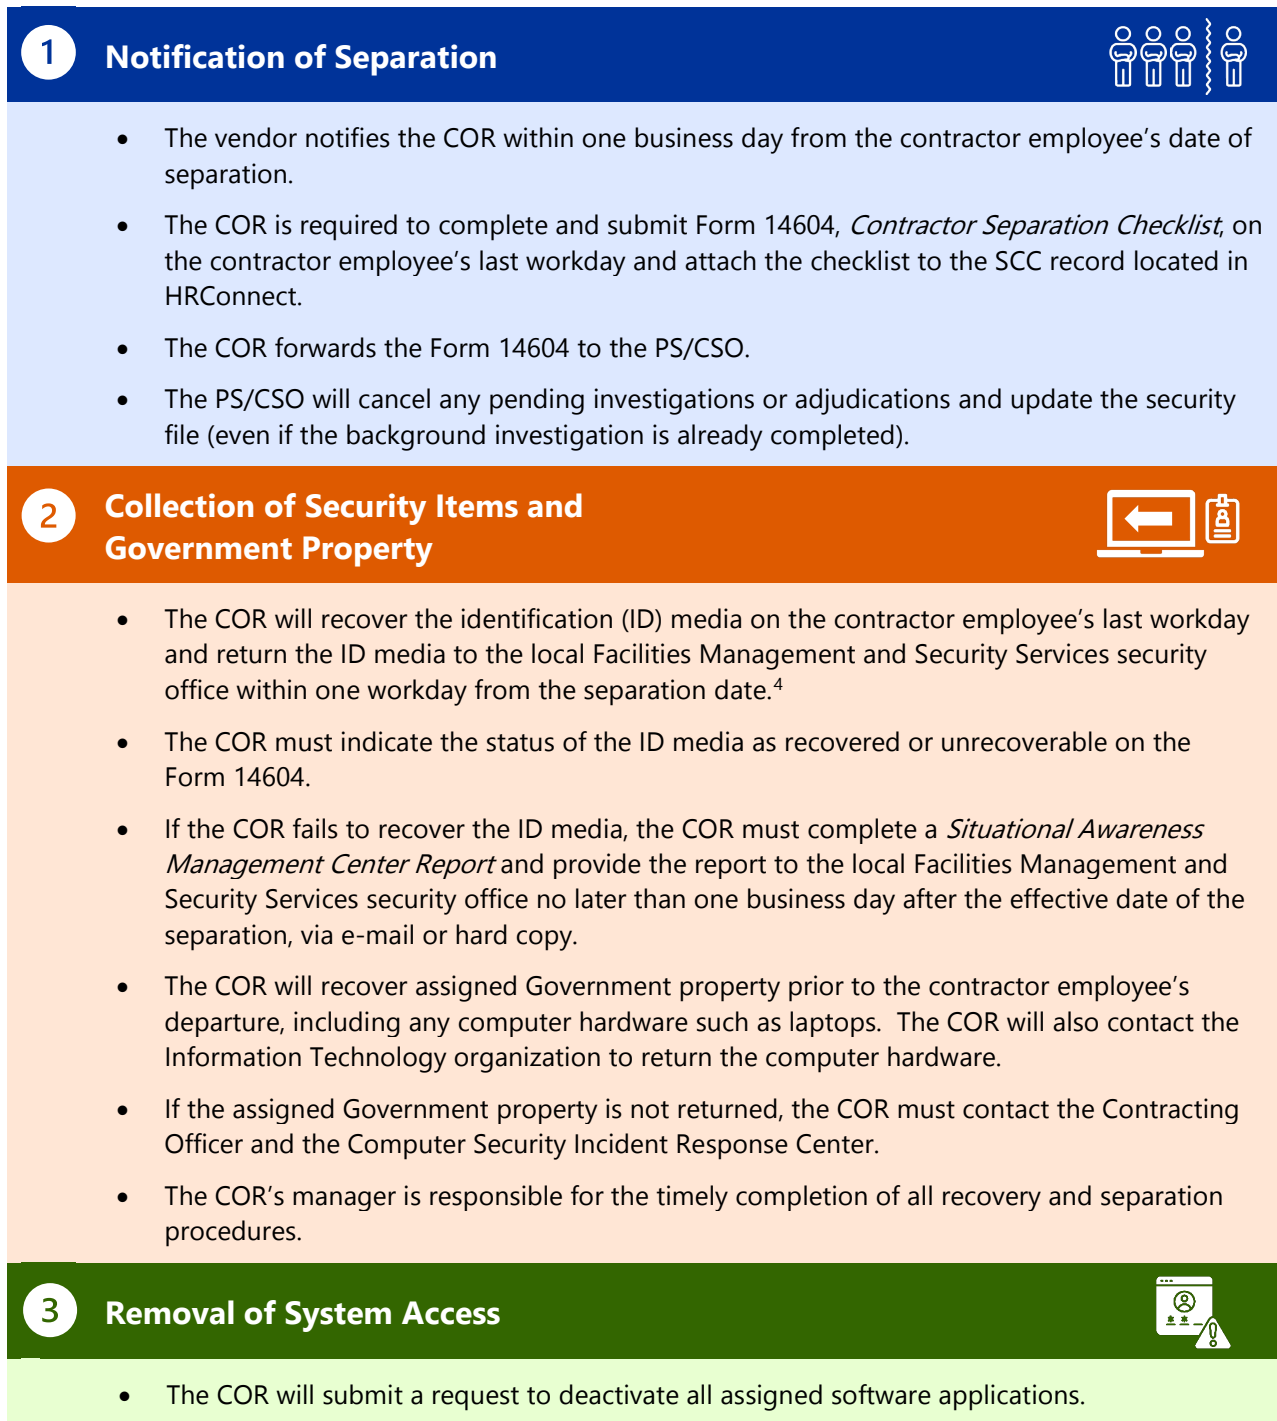 1
Notification of Separation
• The vendor notifies the COR within one business day from the contractor employee’s date of
separation.
• The COR is required to complete and submit Form 14604, Contractor Separation Checklist, on
the contractor employee’s last workday and attach the checklist to the SCC record located in
HRConnect.
• The COR forwards the Form 14604 to the PS/CSO.
• The PS/CSO will cancel any pending investigations or adjudications and update the security
file (even if the background investigation is already completed).
2
Collection of Security Items and
Government Property
• The COR will recover the identification (ID) media on the contractor employee’s last workday
and return the ID media to the local Facilities Management and Security Services security
office within one workday from the separation date.⁴
• The COR must indicate the status of the ID media as recovered or unrecoverable on the
Form 14604.
• If the COR fails to recover the ID media, the COR must complete a Situational Awareness
Management Center Report and provide the report to the local Facilities Management and
Security Services security office no later than one business day after the effective date of the
separation, via e-mail or hard copy.
• The COR will recover assigned Government property prior to the contractor employee’s
departure, including any computer hardware such as laptops.  The COR will also contact the
Information Technology organization to return the computer hardware.
• If the assigned Government property is not returned, the COR must contact the Contracting
Officer and the Computer Security Incident Response Center.
• The COR’s manager is responsible for the timely completion of all recovery and separation
procedures.
3
Removal of System Access
• The COR will submit a request to deactivate all assigned software applications.